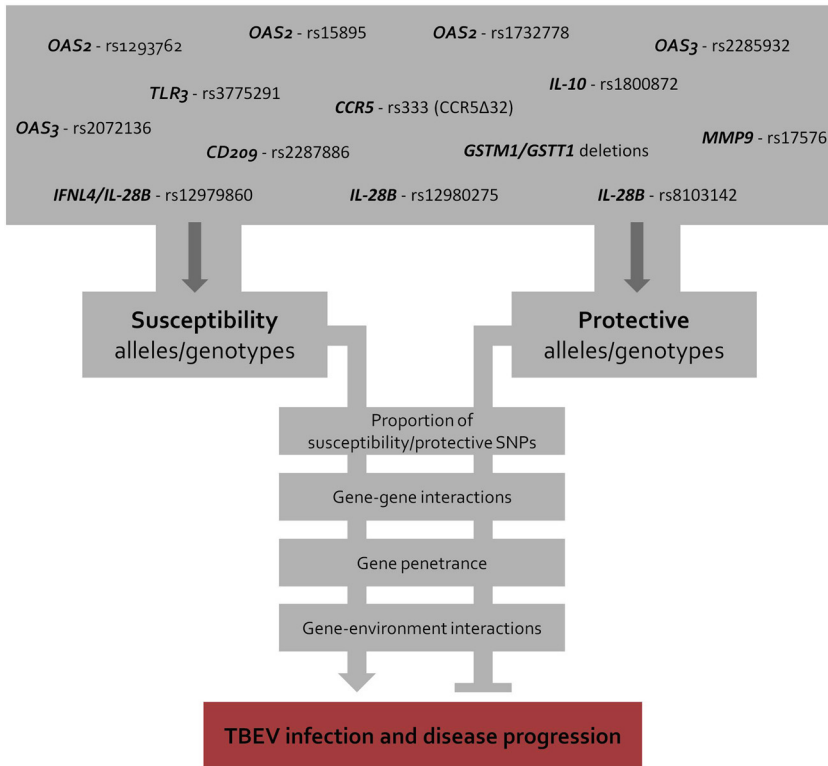 OAS2 - rs1293762
OAS2 - rs15895
OAS2 - rs1732778
OAS3 - rs2285932
TLR3 - rs3775291
CCR5 - rs333 (CCR5Δ32)
IL-10 - rs1800872
OAS3 - rs2072136
CD209 - rs2287886
GSTM1/GSTT1 deletions
MMP9 - rs17576
IFNL4/IL-28B - rs12979860
IL-28B - rs12980275
IL-28B - rs8103142
Susceptibility
alleles/genotypes
Protective
alleles/genotypes
Proportion of
susceptibility/protective SNPs
Gene-gene interactions
Gene penetrance
Gene-environment interactions
TBEV infection and disease progression